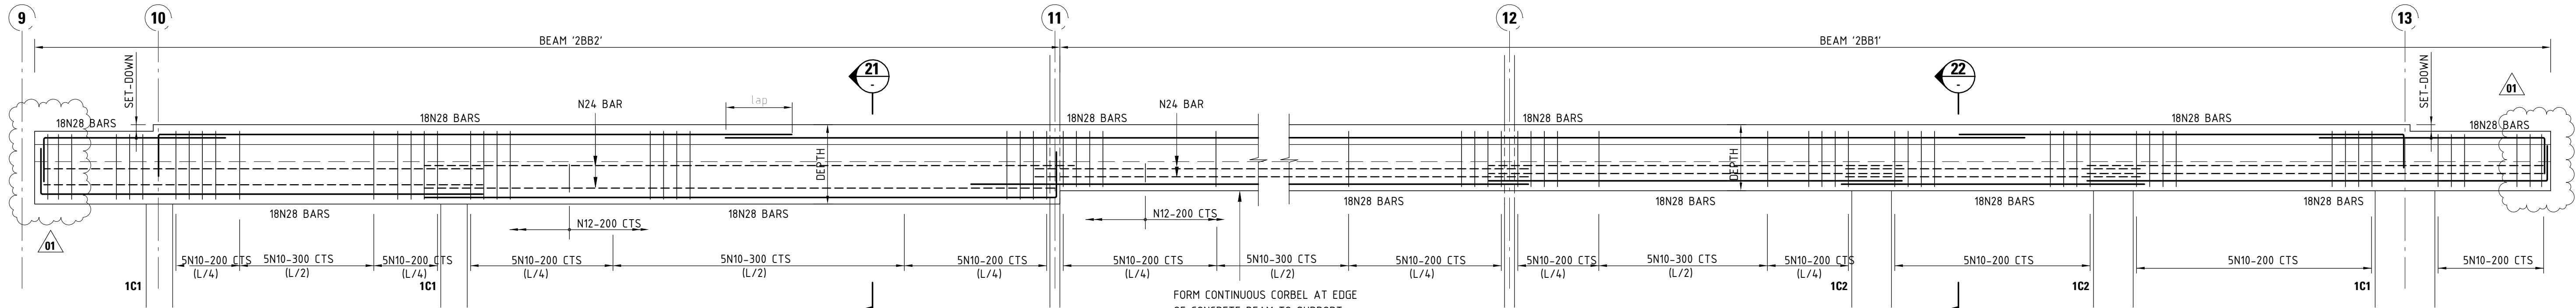 9 10 11 12 13
BEAM '2BB2' BEAM '2BB1'
21 22
- -
SET-DOWN SET-DOWN
01
lap
N24 BAR N24 BAR
18N28 BARS 18N28 BARS 18N28 BARS 18N28 BARS 18N28 BARS 18N28 BARS
DEPTH DEPTH
18N28 BARS 18N28 BARS 18N28 BARS 18N28 BARS 18N28 BARS 18N28 BARS
N12-200 CTS N12-200 CTS
01
5N10-200 CTS 5N10-300 CTS 5N10-200 CTS 5N10-200 CTS 5N10-300 CTS 5N10-200 CTS 5N10-200 CTS 5N10-300 CTS 5N10-200 CTS 5N10-200 CTS 5N10-300 CTS 5N10-200 CTS 5N10-200 CTS 5N10-200 CTS 5N10-200 CTS
(L/4) (L/2) (L/4) (L/4) (L/2) (L/4) (L/4) (L/2) (L/4) (L/4) (L/2) (L/4)
1C1 1C1 1C2 1C2 1C1
FORM CONTINUOUS CORBEL AT EDGE
OF CONCRETE BEAM TO SUPPORT